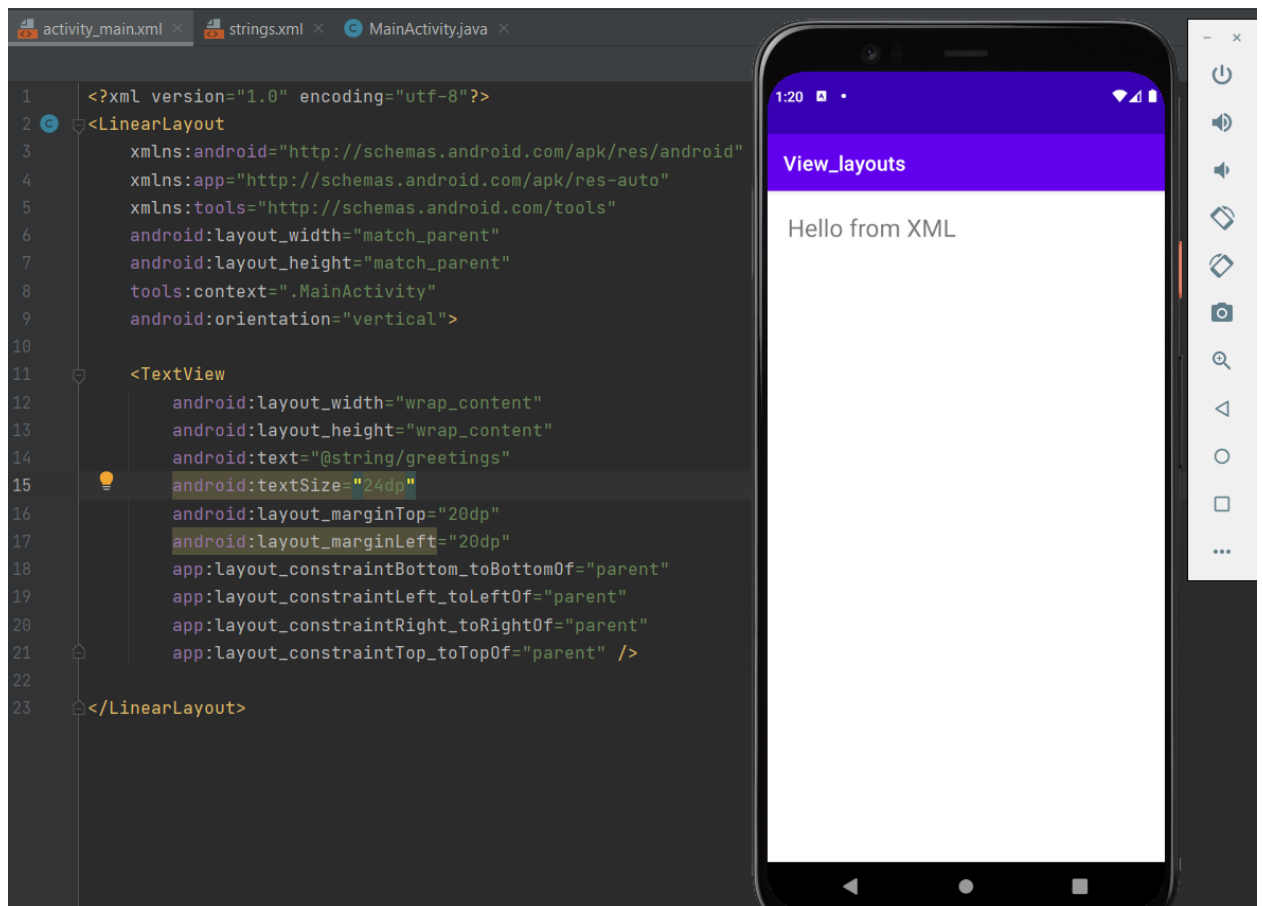 activity_main.xml
strings.xml
MainActivity.java
1 <?xml version="1.0" encoding="utf-8"?>
2 <LinearLayout
3 xmlns:android="http://schemas.android.com/apk/res/android"
4 xmlns:app="http://schemas.android.com/apk/res-auto"
5 xmlns:tools="http://schemas.android.com/tools"
6 android:layout_width="match_parent"
7 android:layout_height="match_parent"
8 tools:context=".MainActivity"
9 android:orientation="vertical">
10
11 <TextView
12 android:layout_width="wrap_content"
13 android:layout_height="wrap_content"
14 android:text="@string/greetings"
15 android:textSize="24dp"
16 android:layout_marginTop="20dp"
17 android:layout_marginLeft="20dp"
18 app:layout_constraintBottom_toBottomOf="parent"
19 app:layout_constraintLeft_toLeftOf="parent"
20 app:layout_constraintRight_toRightOf="parent"
21 app:layout_constraintTop_toTopOf="parent" />
22
23 </LinearLayout>
1:20
View_layouts
Hello from XML